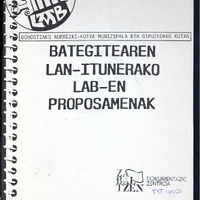 LAB
DONOSTIAKO AURREZKI-KUTXA MUNIZIPALA ETA GIPUZKOAKO KUTXA
BATEGITEAREN
LAN-ITUNERAKO
LAB-EN
PROPOSAMENAK
DOKUMENTAZIO
ZENTROA